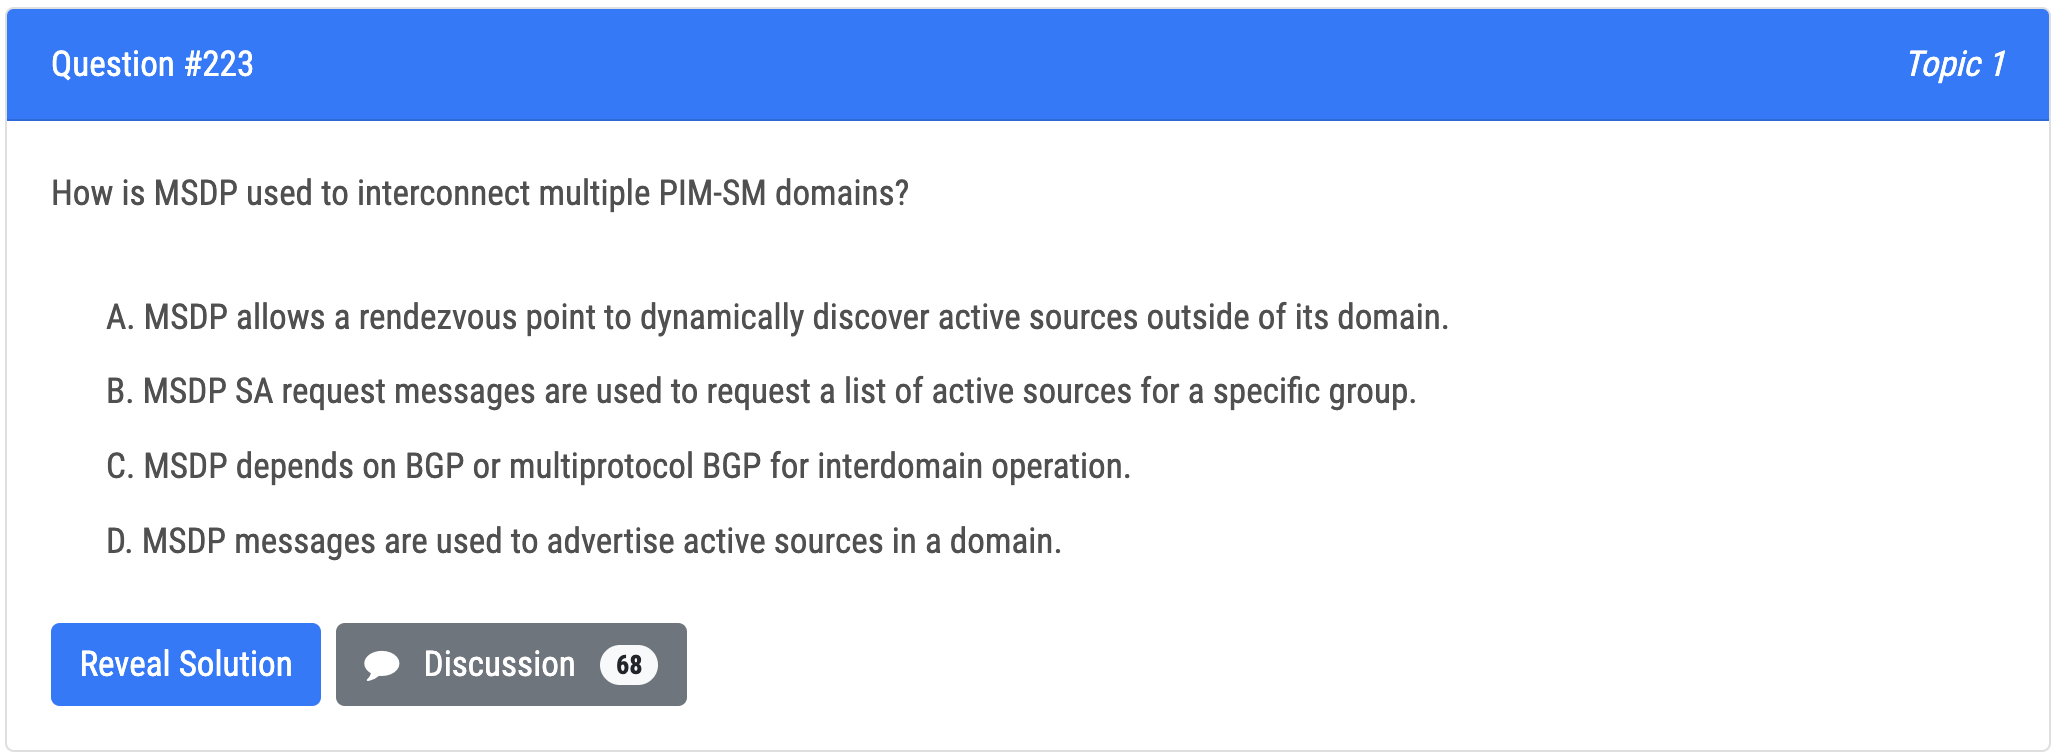 Question #223
Topic 1
How is MSDP used to interconnect multiple PIM-SM domains?
A. MSDP allows a rendezvous point to dynamically discover active sources outside of its domain.
B. MSDP SA request messages are used to request a list of active sources for a specific group.
C. MSDP depends on BGP or multiprotocol BGP for interdomain operation.
D. MSDP messages are used to advertise active sources in a domain.
Reveal Solution
Discussion 68